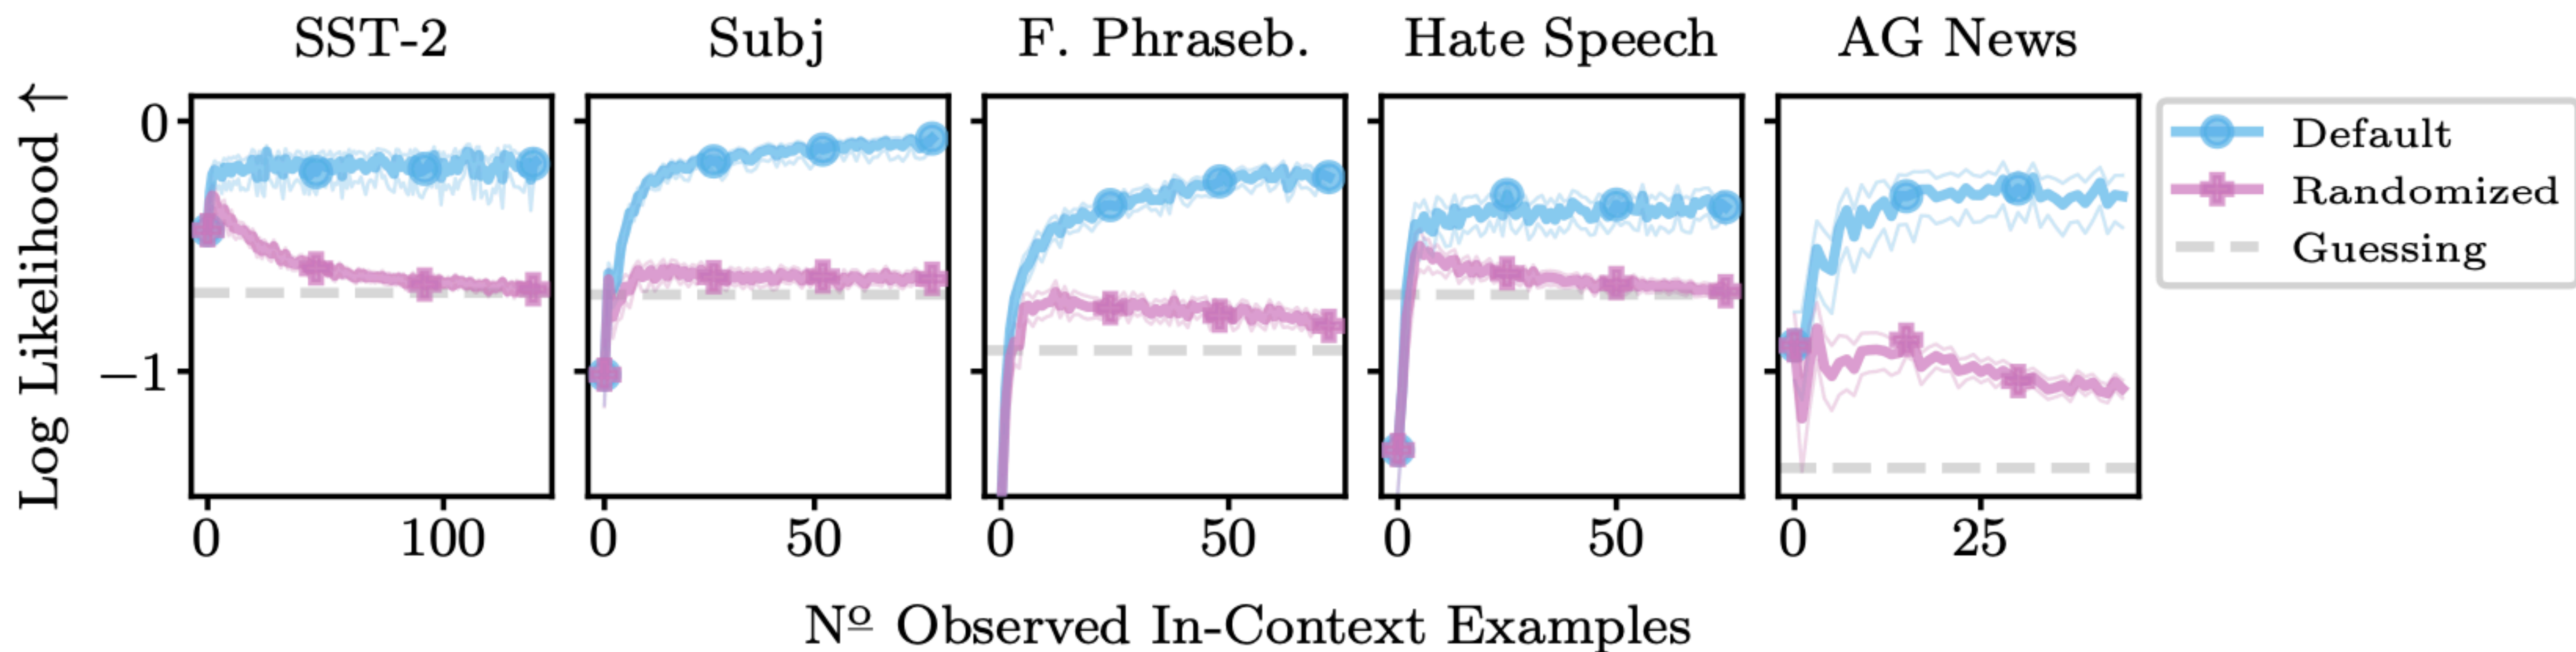 SST-2
Subj
F. Phraseb.
Hate Speech
AG News
Log Likelihood ↑
0
−1
0 100
0 50
0 50
0 50
0 25
Default
Randomized
Guessing
Nº Observed In-Context Examples